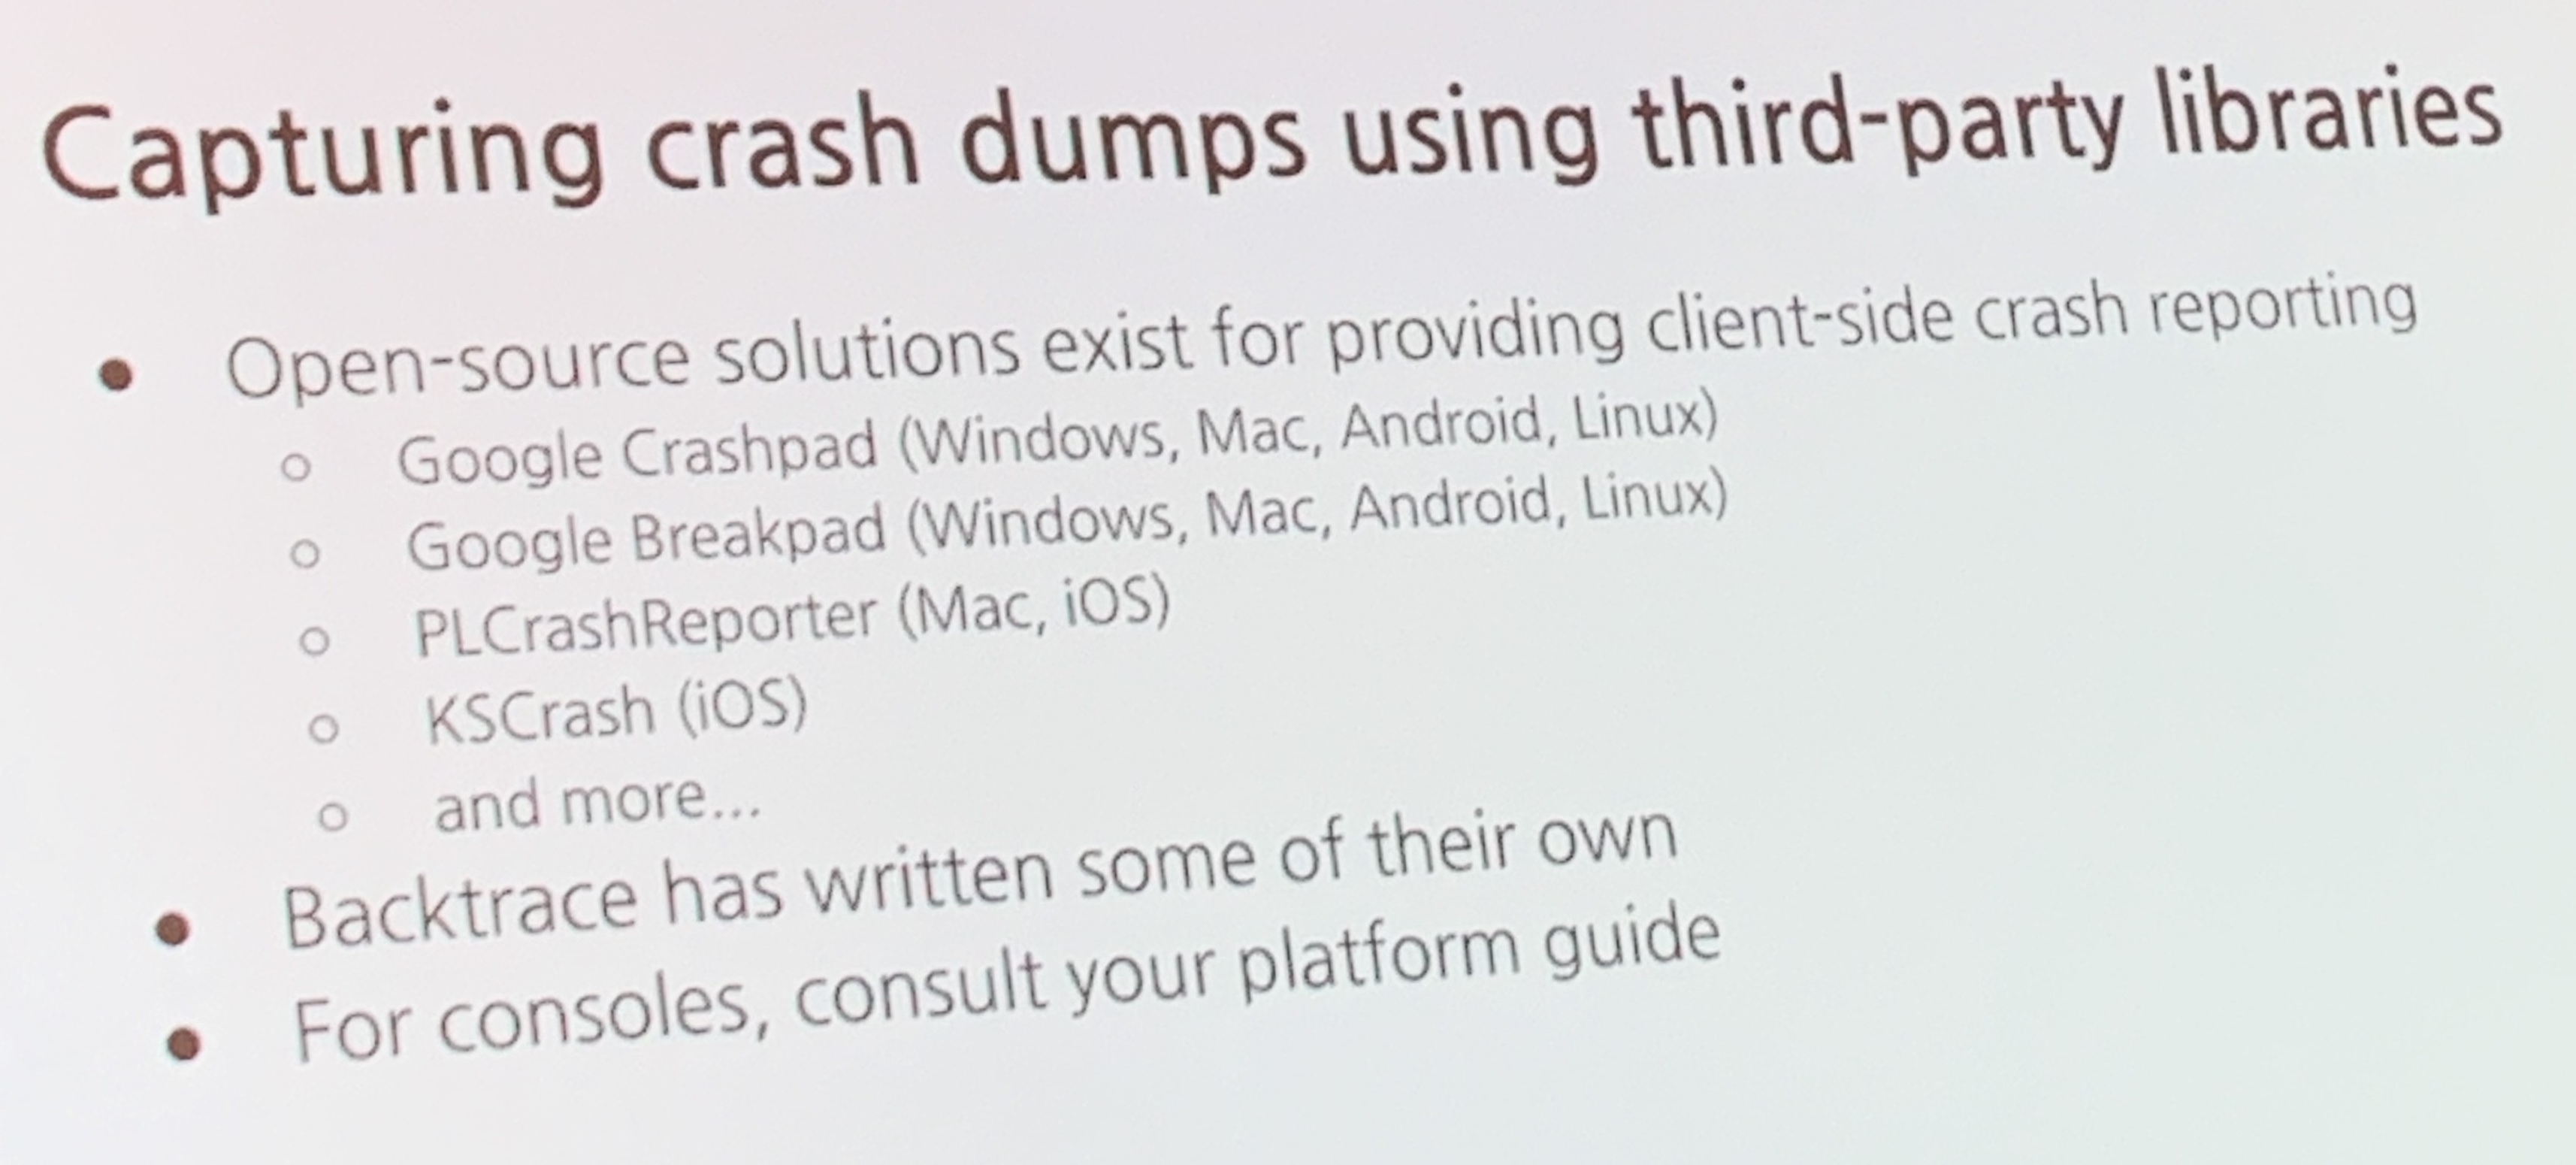 Capturing crash dumps using third-party libraries
● Open-source solutions exist for providing client-side crash reporting
○ Google Crashpad (Windows, Mac, Android, Linux)
○ Google Breakpad (Windows, Mac, Android, Linux)
○ PLCrashReporter (Mac, iOS)
○ KSCrash (iOS)
○ and more...
● Backtrace has written some of their own
● For consoles, consult your platform guide